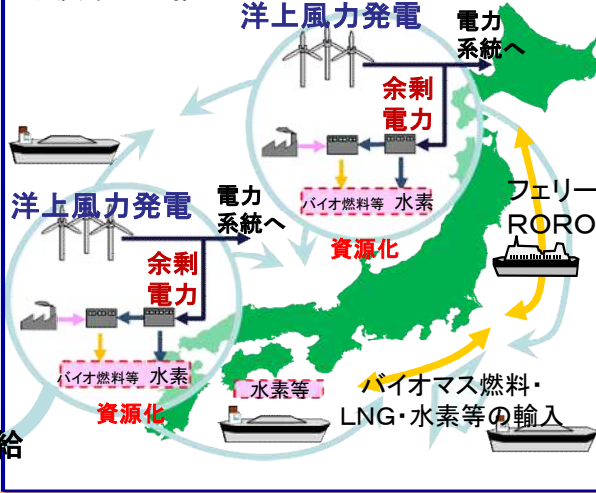 洋上風力発電
電力
系統へ
余剰
電力
バイオ燃料等 水素
資源化
洋上風力発電
電力
系統へ
余剰
電力
バイオ燃料等 水素
資源化
フェリー
RORO
水素等
バイオマス燃料・
LNG・水素等の輸入
給